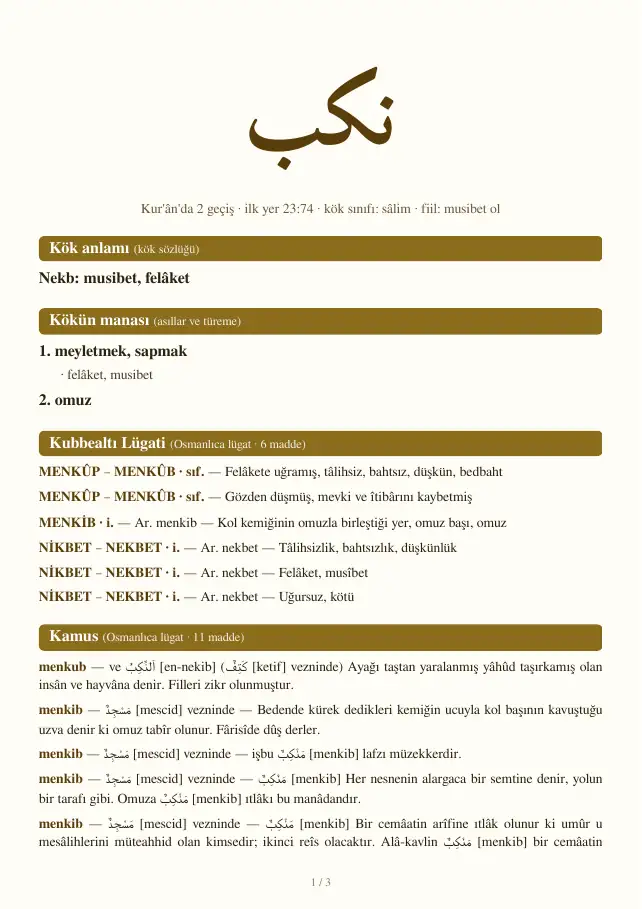 نكب
Kur'ân'da 2 geçiş · ilk yer 23:74 · kök sınıfı: sâlim · fiil: musibet ol
Kök anlamı (kök sözlüğü)
Nekb: musibet, felâket
Kökün manası (asıllar ve türeme)
1. meyletmek, sapmak
· felâket, musibet
2. omuz
Kubbealtı Lügati (Osmanlıca lügat · 6 madde)
MENKÛP – MENKÛB · sıf. — Felâkete uğramış, tâlihsiz, bahtsız, düşkün, bedbaht
MENKÛP – MENKÛB · sıf. — Gözden düşmüş, mevki ve îtibârını kaybetmiş
MENKİB · i. — Ar. menkib — Kol kemiğinin omuzla birleştiği yer, omuz başı, omuz
NİKBET – NEKBET · i. — Ar. nekbet — Tâlihsizlik, bahtsızlık, düşkünlük
NİKBET – NEKBET · i. — Ar. nekbet — Felâket, musîbet
NİKBET – NEKBET · i. — Ar. nekbet — Uğursuz, kötü
Kamus (Osmanlıca lügat · 11 madde)
menkub — ve اَلنَّكِبُ [en-nekib] (كَتِفٌ [ketif] vezninde) Ayağı taştan yaralanmış yâhûd taşırkamış olan
insân ve hayvâna denir. Filleri zikr olunmuştur.
menkib — مَسْجِدٌ [mescid] vezninde — Bedende kürek dedikleri kemiğin ucuyla kol başının kavuştuğu
uzva denir ki omuz tabîr olunur. Fârisîde dûş derler.
menkib — مَسْجِدٌ [mescid] vezninde — işbu مَنْكِبٌ [menkib] lafzı müzekkerdir.
menkib — مَسْجِدٌ [mescid] vezninde — مَنْكِبٌ [menkib] Her nesnenin alargaca bir semtine denir, yolun
bir tarafı gibi. Omuza مَنْكِبٌ [menkib] ıtlâkı bu manâdandır.
menkib — مَسْجِدٌ [mescid] vezninde — مَنْكِبٌ [menkib] Bir cemâatin arîfine ıtlâk olunur ki umûr u
mesâlihlerini müteahhid olan kimsedir; ikinci reîs olacaktır. Alâ-kavlin مَنْكِبٌ [menkib] bir cemâatin
1 / 3